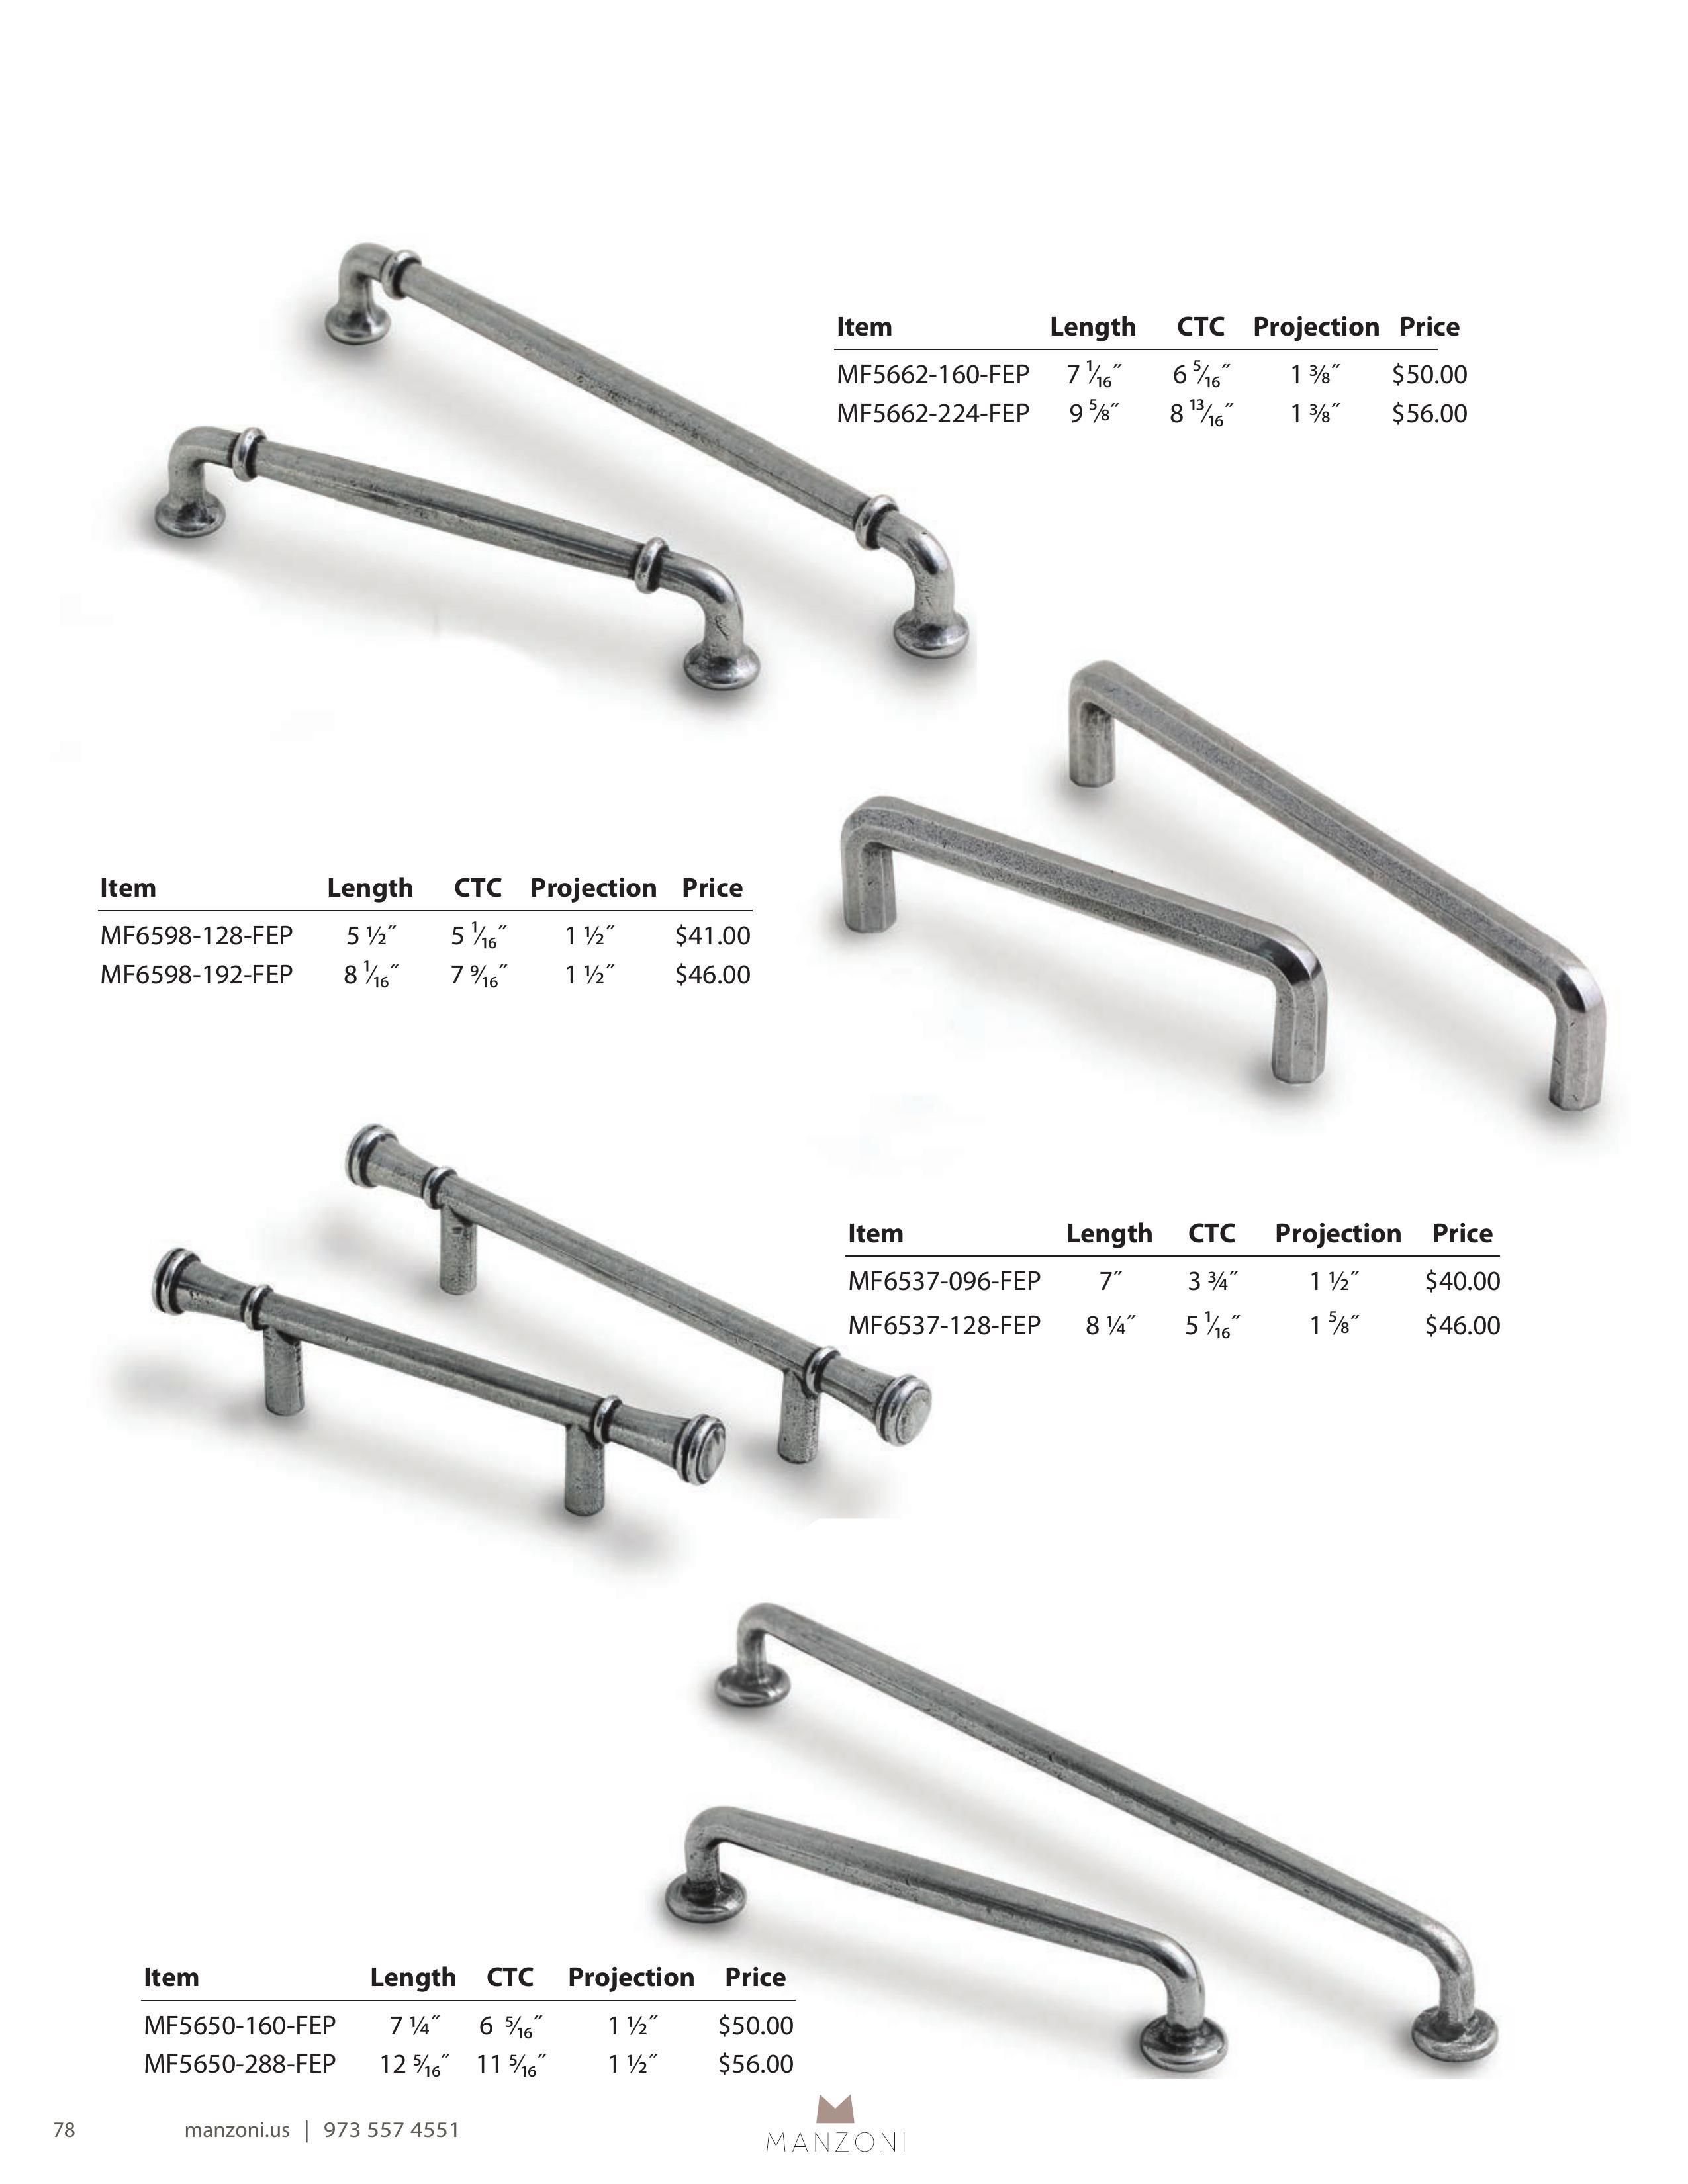 Item Length CTC Projection Price
MF5662-160-FEP 7 1/16″ 6 5/16″ 1 3/8″ $50.00
MF5662-224-FEP 9 5/8″ 8 13/16″ 1 3/8″ $56.00
Item Length CTC Projection Price
MF6598-128-FEP 5 ½″ 5 1/16″ 1 ½″ $41.00
MF6598-192-FEP 8 1/16″ 7 9/16″ 1 ½″ $46.00
Item Length CTC Projection Price
MF6537-096-FEP 7″ 3 ¾″ 1 ½″ $40.00
MF6537-128-FEP 8 ¼″ 5 1/16″ 1 5/8″ $46.00
Item Length CTC Projection Price
MF5650-160-FEP 7 ¼″ 6 5/16″ 1 ½″ $50.00
MF5650-288-FEP 12 5/16″ 11 5/16″ 1 ½″ $56.00
78 manzoni.us | 973 557 4551
MANZONI